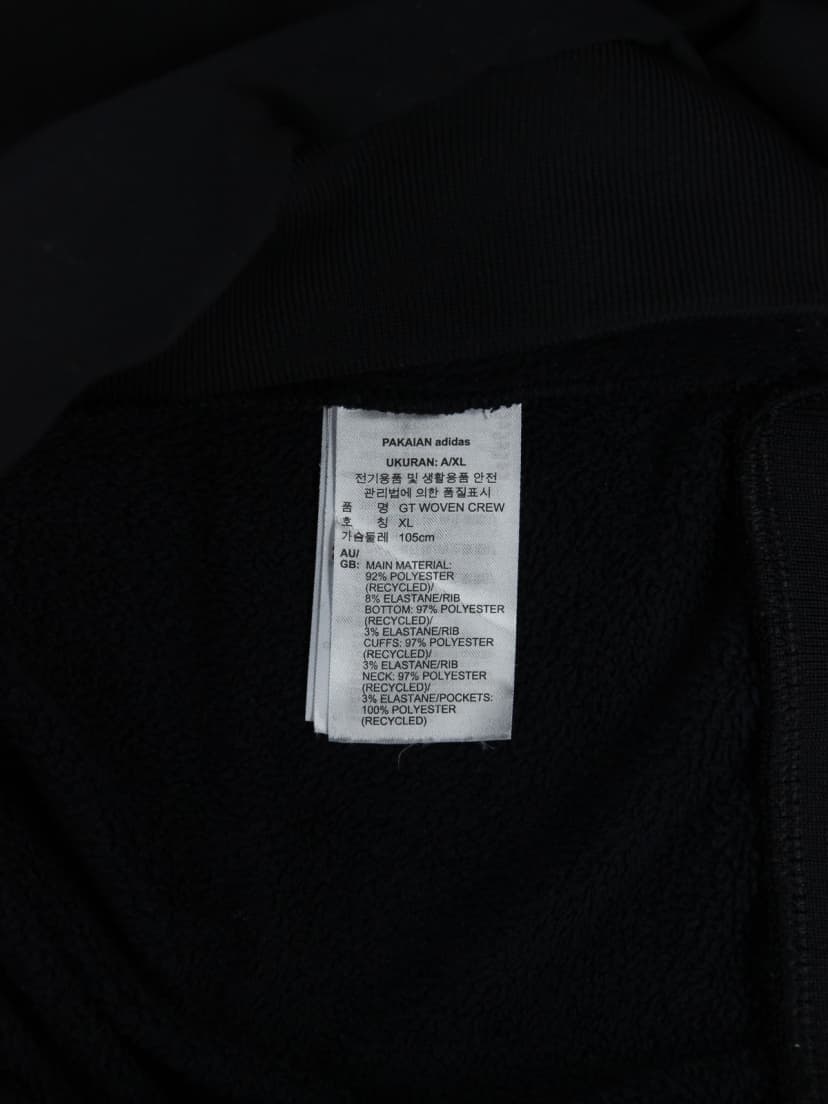 PAKAIAN adidas
UKURAN: A/XL
전기용품 및 생활용품 안전
관리법에 의한 품질표시
품 명 GT WOVEN CREW
호 칭 XL
가슴둘레 105cm
AU/
GB: MAIN MATERIAL:
92% POLYESTER
(RECYCLED)/
8% ELASTANE/RIB
BOTTOM: 97% POLYESTER
(RECYCLED)/
3% ELASTANE/RIB
CUFFS: 97% POLYESTER
(RECYCLED)/
3% ELASTANE/RIB
NECK: 97% POLYESTER
(RECYCLED)/
3% ELASTANE/POCKETS:
100% POLYESTER
(RECYCLED)